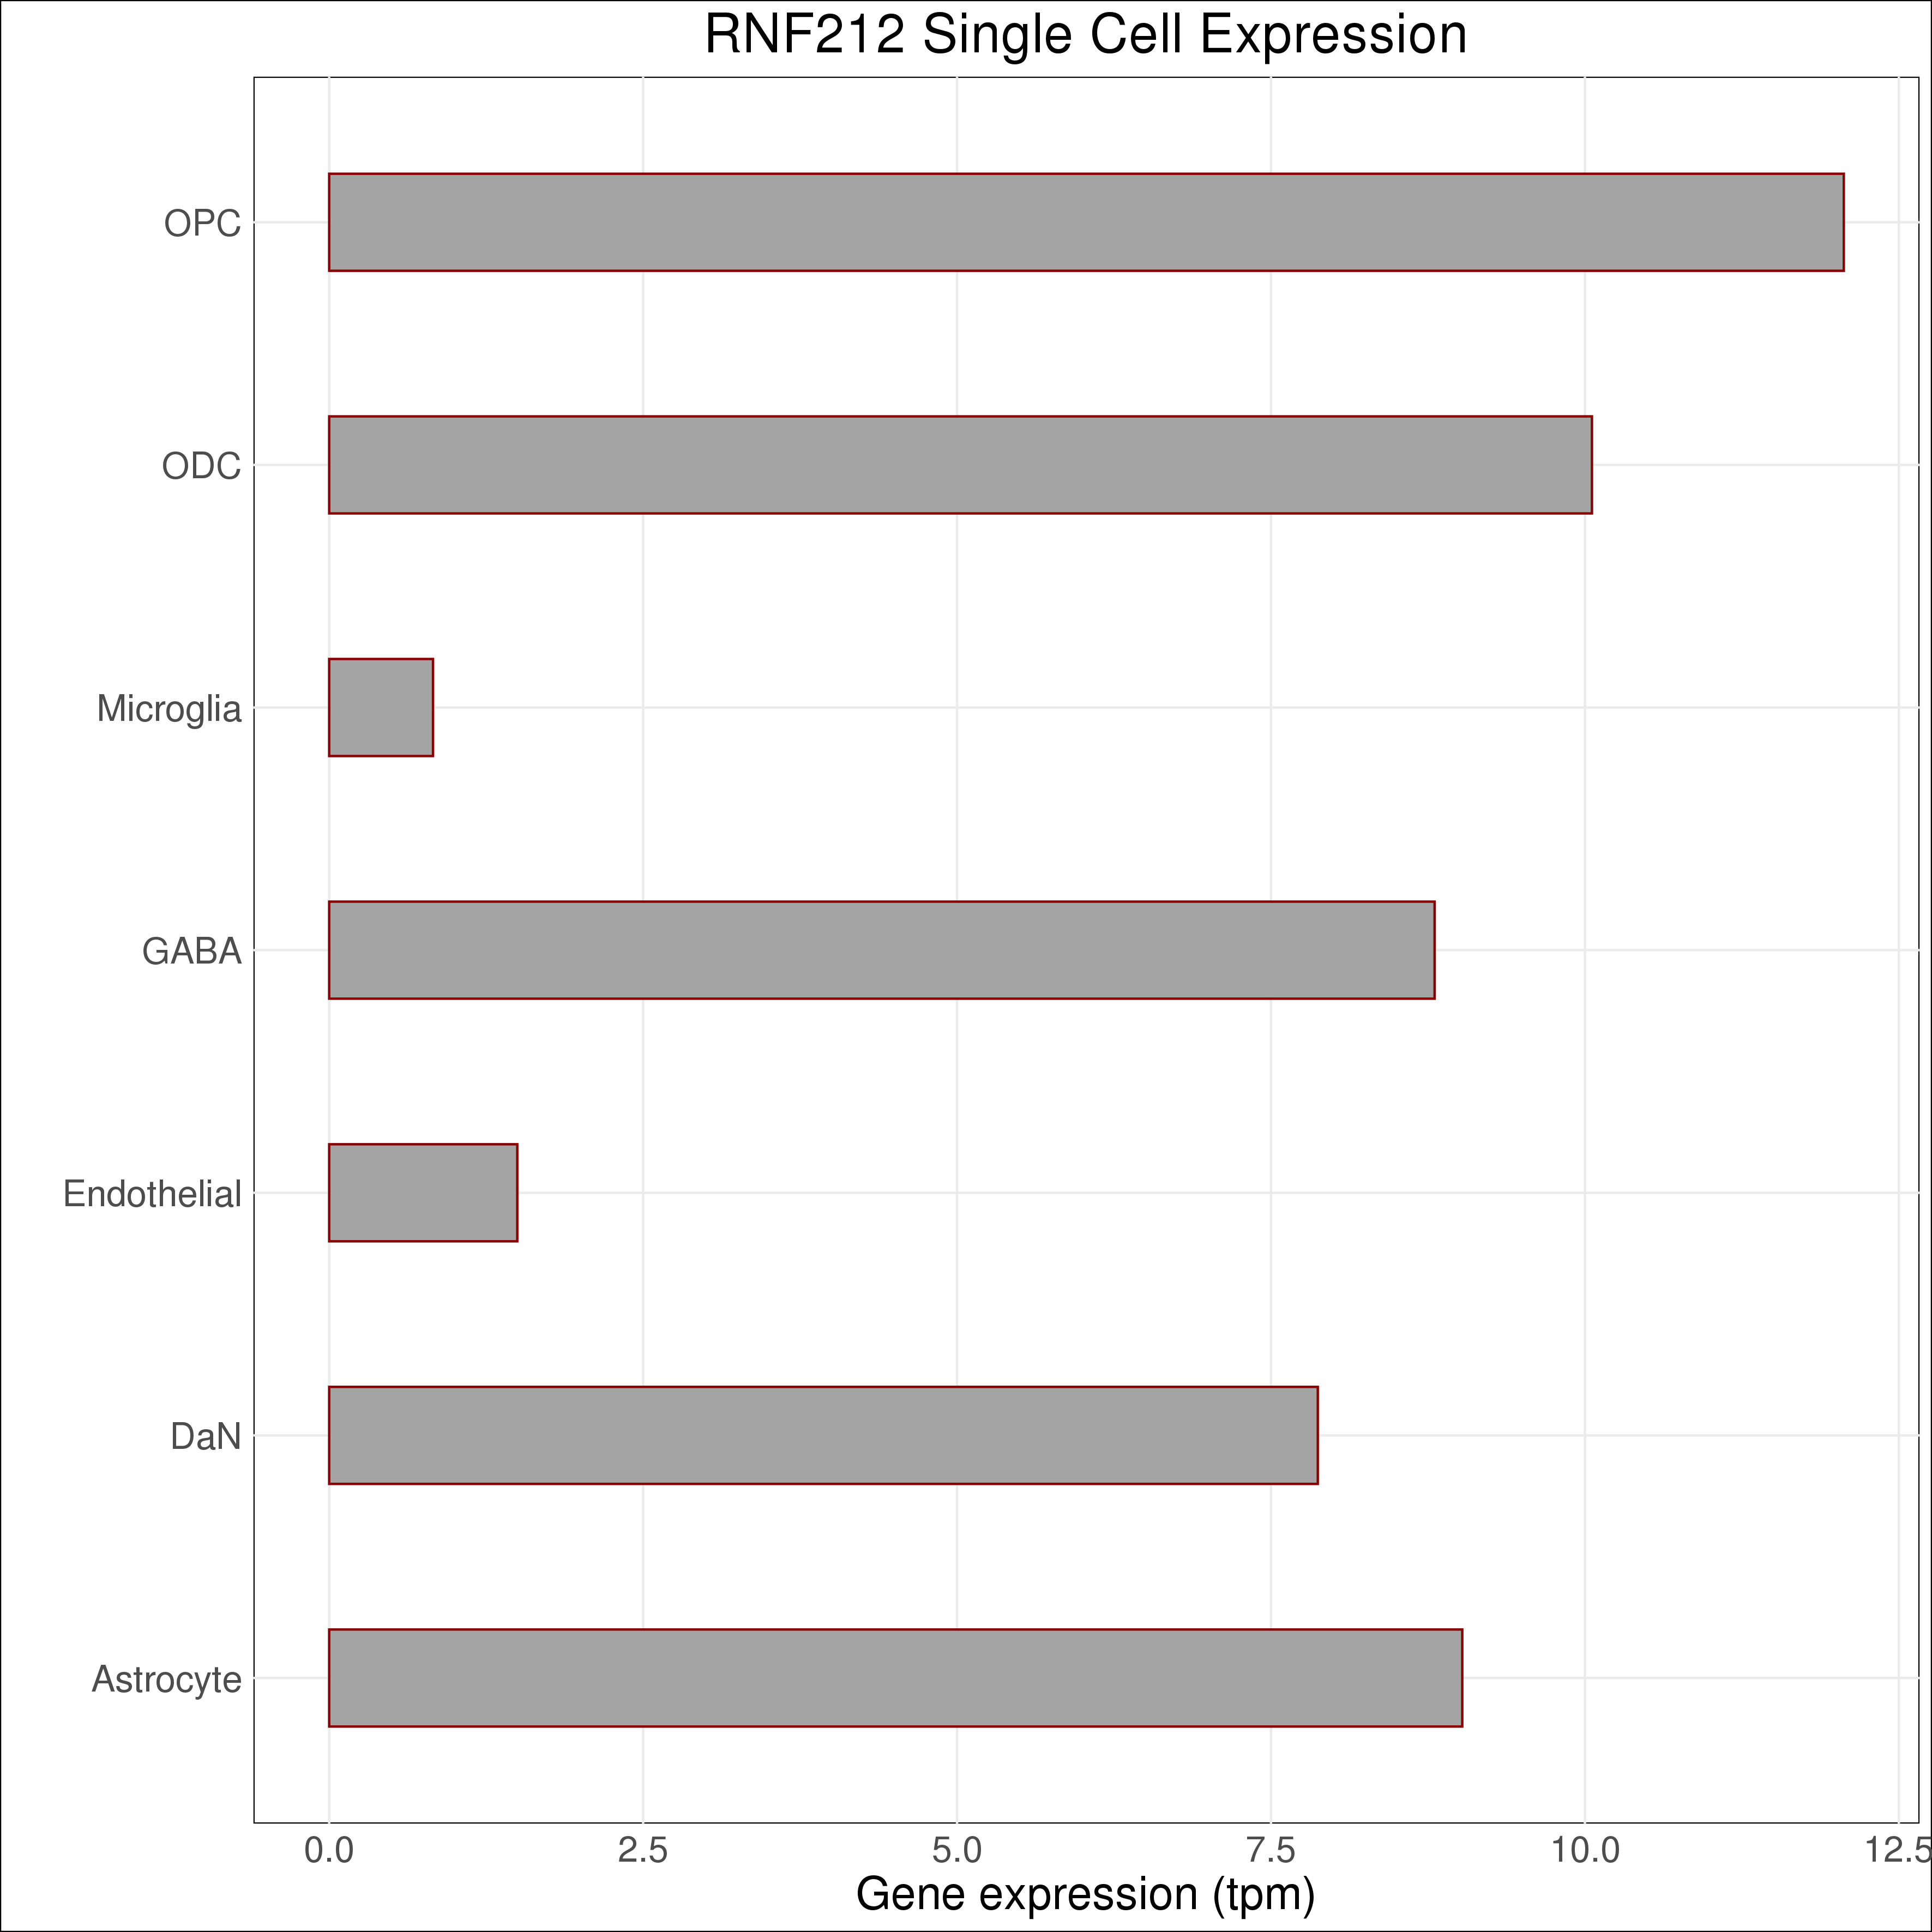 RNF212 Single Cell Expression
OPC
ODC
Microglia
GABA
Endothelial
DaN
Astrocyte
0.0 2.5 5.0 7.5 10.0 12.5
Gene expression (tpm)